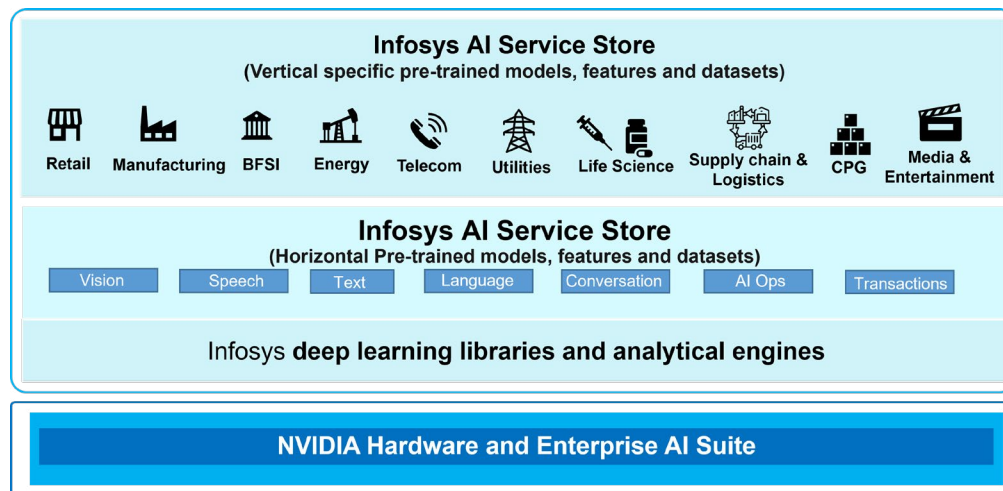 Infosys AI Service Store
(Vertical specific pre-trained models, features and datasets)
Retail
Manufacturing
BFSI
Energy
Telecom
Utilities
Life Science
Supply chain &
Logistics
CPG
Media &
Entertainment
Infosys AI Service Store
(Horizontal Pre-trained models, features and datasets)
Vision
Speech
Text
Language
Conversation
AI Ops
Transactions
Infosys deep learning libraries and analytical engines
NVIDIA Hardware and Enterprise AI Suite